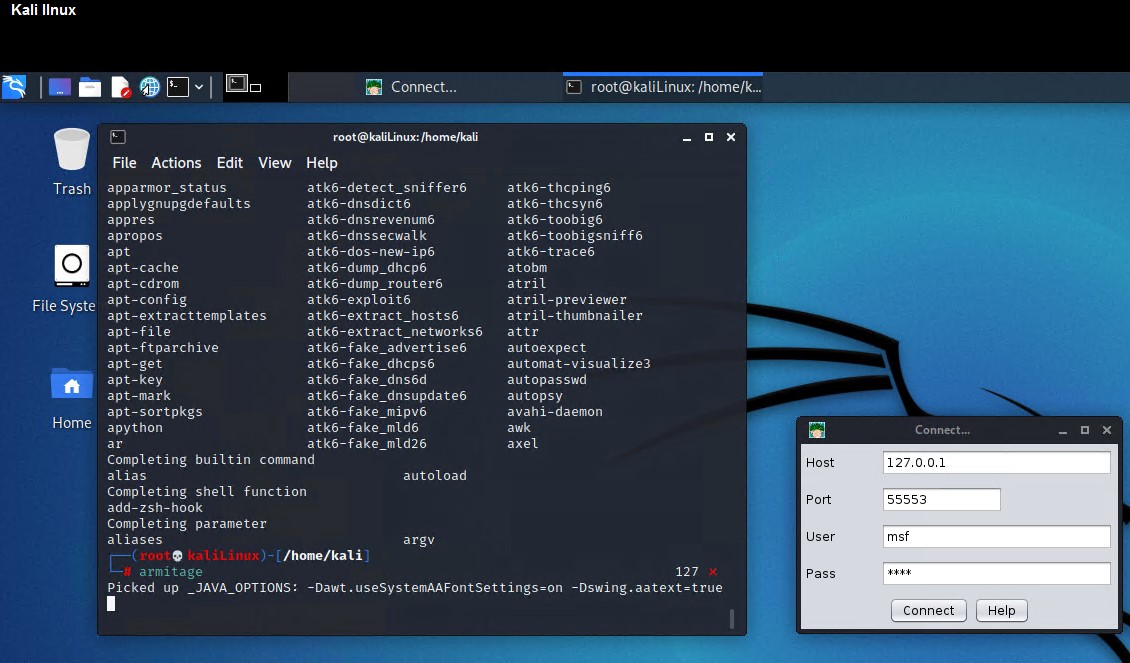 Kali lInux
Connect...
root@kaliLinux: /home/k...
Trash
File Syste
Home
root@kaliLinux: /home/kali
File Actions Edit View Help
apparmor_status atk6-detect_sniffer6 atk6-thcping6
applygnupgdefaults atk6-dnsdict6 atk6-thcsyn6
appres atk6-dnsrevenum6 atk6-toobig6
apropos atk6-dnssecwalk atk6-toobigsniff6
apt atk6-dos-new-ip6 atk6-trace6
apt-cache atk6-dump_dhcp6 atobm
apt-cdrom atk6-dump_router6 atril
apt-config atk6-exploit6 atril-previewer
apt-extracttemplates atk6-extract_hosts6 atril-thumbnailer
apt-file atk6-extract_networks6 attr
apt-ftparchive atk6-fake_advertise6 autoexpect
apt-get atk6-fake_dhcps6 automat-visualize3
apt-key atk6-fake_dns6d autopasswd
apt-mark atk6-fake_dnsupdate6 autopsy
apt-sortpkgs atk6-fake_mipv6 avahi-daemon
apython atk6-fake_mld6 awk
ar atk6-fake_mld26 axel
Completing builtin command
alias autoload
Completing shell function
add-zsh-hook
Completing parameter
aliases argv
┌──(root💀kaliLinux)-[/home/kali]
└─# armitage 127 ⨯
Picked up _JAVA_OPTIONS: -Dawt.useSystemAAFontSettings=on -Dswing.aatext=true
Connect...
Host 127.0.0.1
Port 55553
User msf
Pass ****
Connect Help